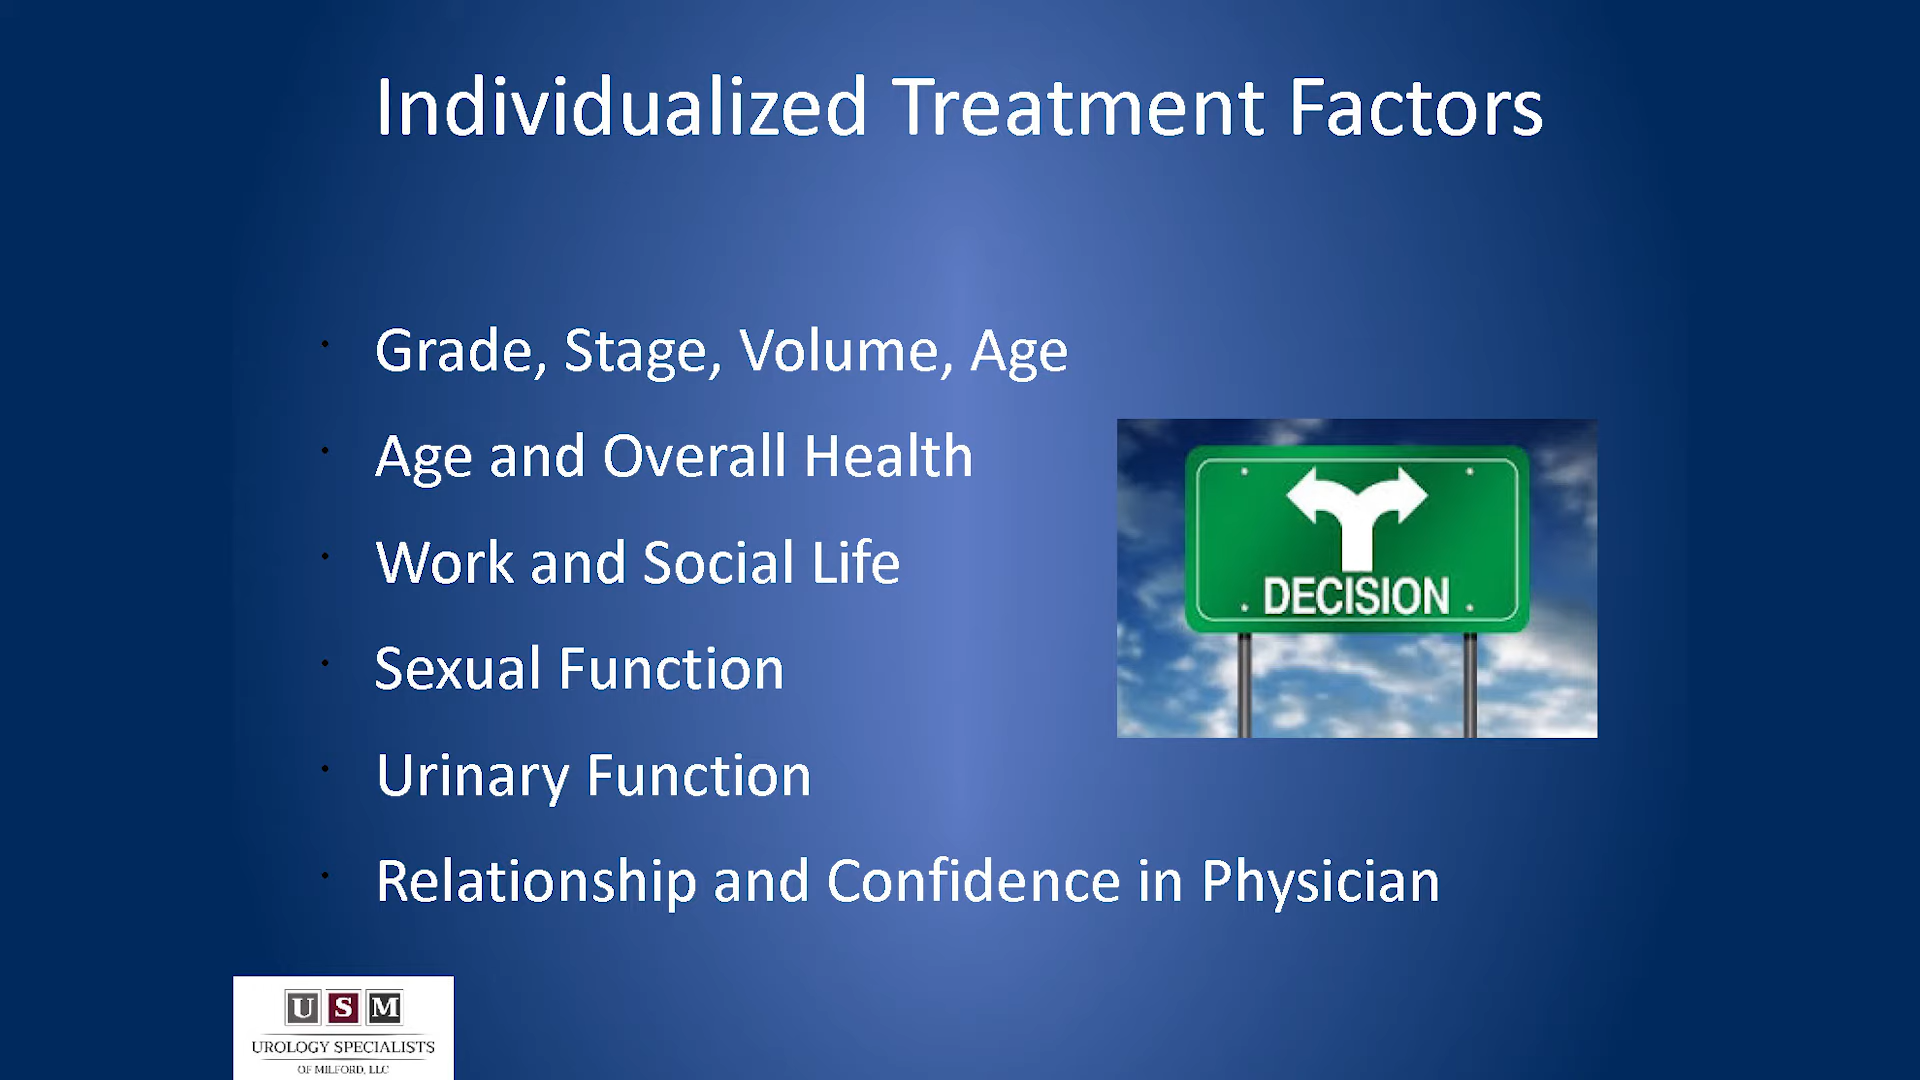 Individualized Treatment Factors
Grade, Stage, Volume, Age
Age and Overall Health
Work and Social Life
Sexual Function
Urinary Function
Relationship and Confidence in Physician
DECISION
USM
UROLOGY SPECIALISTS
OF MILFORD, LLC